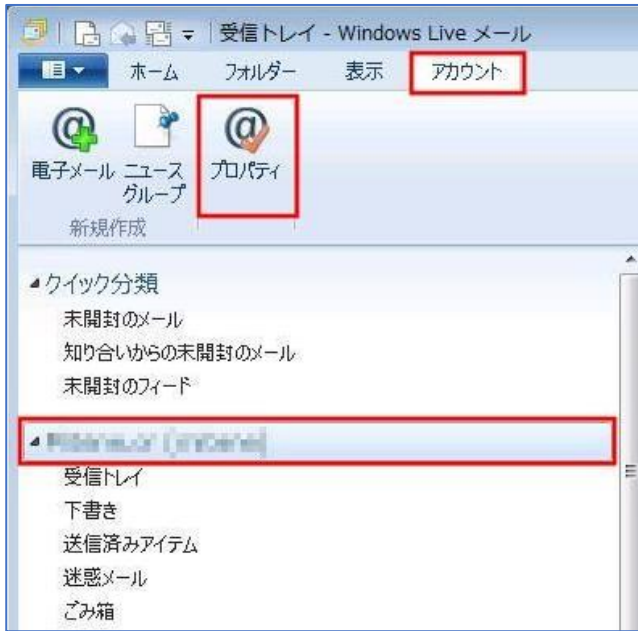 受信トレイ - Windows Live メール
ホーム フォルダー 表示 アカウント
電子メール ニュース グループ プロパティ
新規作成
クイック分類
未開封のメール
知り合いからの未開封のメール
未開封のフィード
受信トレイ
下書き
送信済みアイテム
迷惑メール
ごみ箱